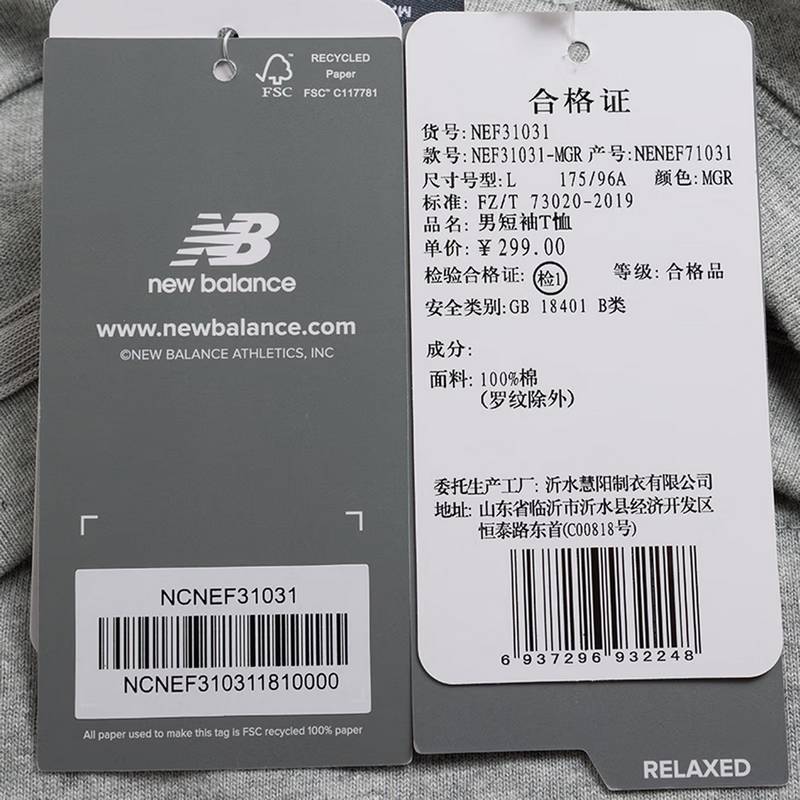 RECYCLED
Paper
FSC™ C117781
FSC
NB
new balance
www.newbalance.com
©NEW BALANCE ATHLETICS, INC
NCNEF31031
NCNEF310311810000
All paper used to make this tag is FSC recycled 100% paper
合格证
货号: NEF31031
款号: NEF31031-MGR 产号: NENEF71031
尺寸号型: L 175/96A 颜色: MGR
标准: FZ/T 73020-2019
品名: 男短袖T恤
单价: ¥ 299.00
检验合格证: 检1 等级: 合格品
安全类别: GB 18401 B类
成分:
面料: 100%棉
(罗纹除外)
委托生产工厂: 沂水慧阳制衣有限公司
地址: 山东省临沂市沂水县经济开发区
恒泰路东首(C00818号)
6 937296 932248
RELAXED